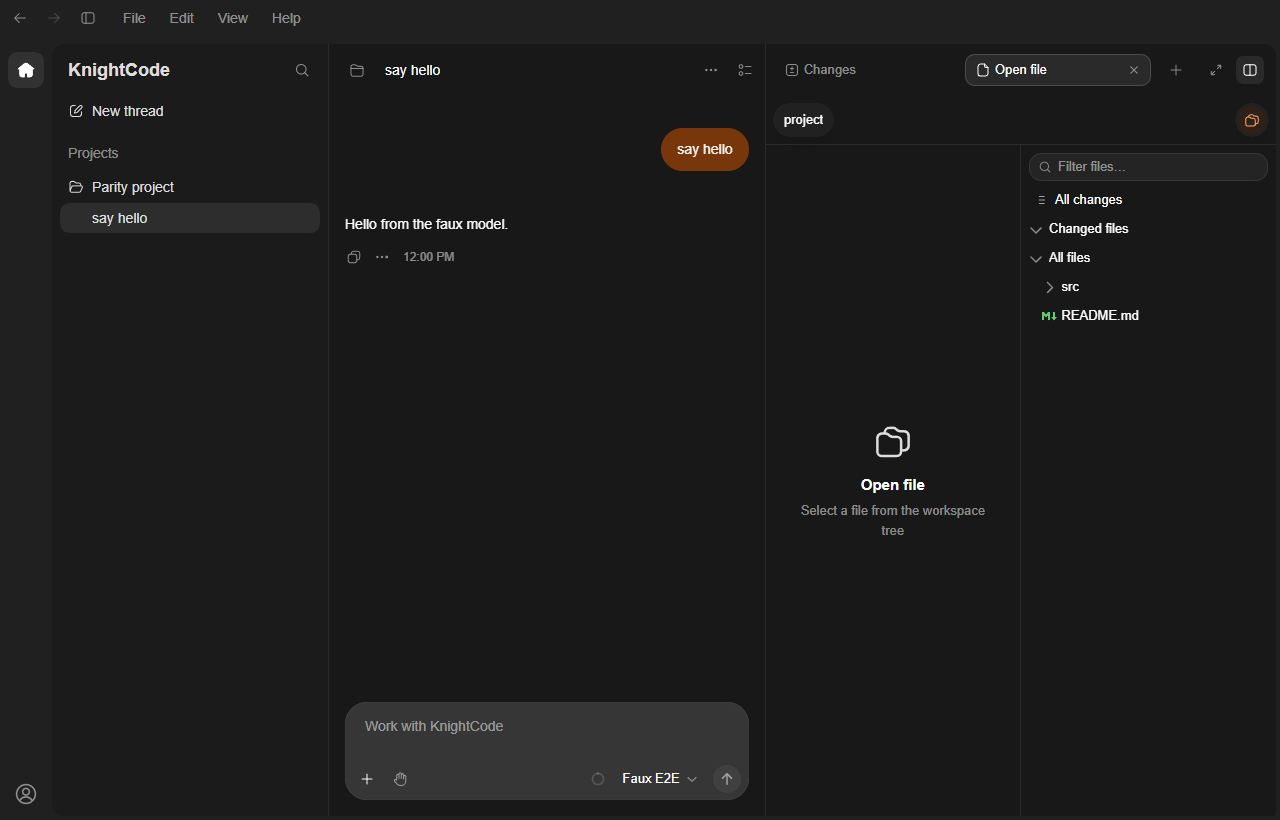 File Edit View Help
KnightCode
New thread
Projects
Parity project
say hello
say hello
say hello
Hello from the faux model.
12:00 PM
Work with KnightCode
Faux E2E
Changes
Open file
project
Filter files...
All changes
Changed files
All files
src
M↓ README.md
Open file
Select a file from the workspace
tree